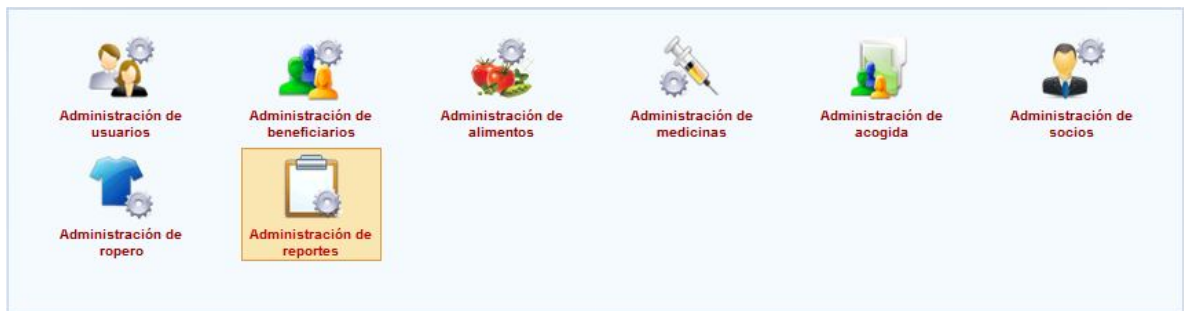 Administración de
usuarios
Administración de
beneficiarios
Administración de
alimentos
Administración de
medicinas
Administración de
acogida
Administración de
socios
Administración de
ropero
Administración de
reportes